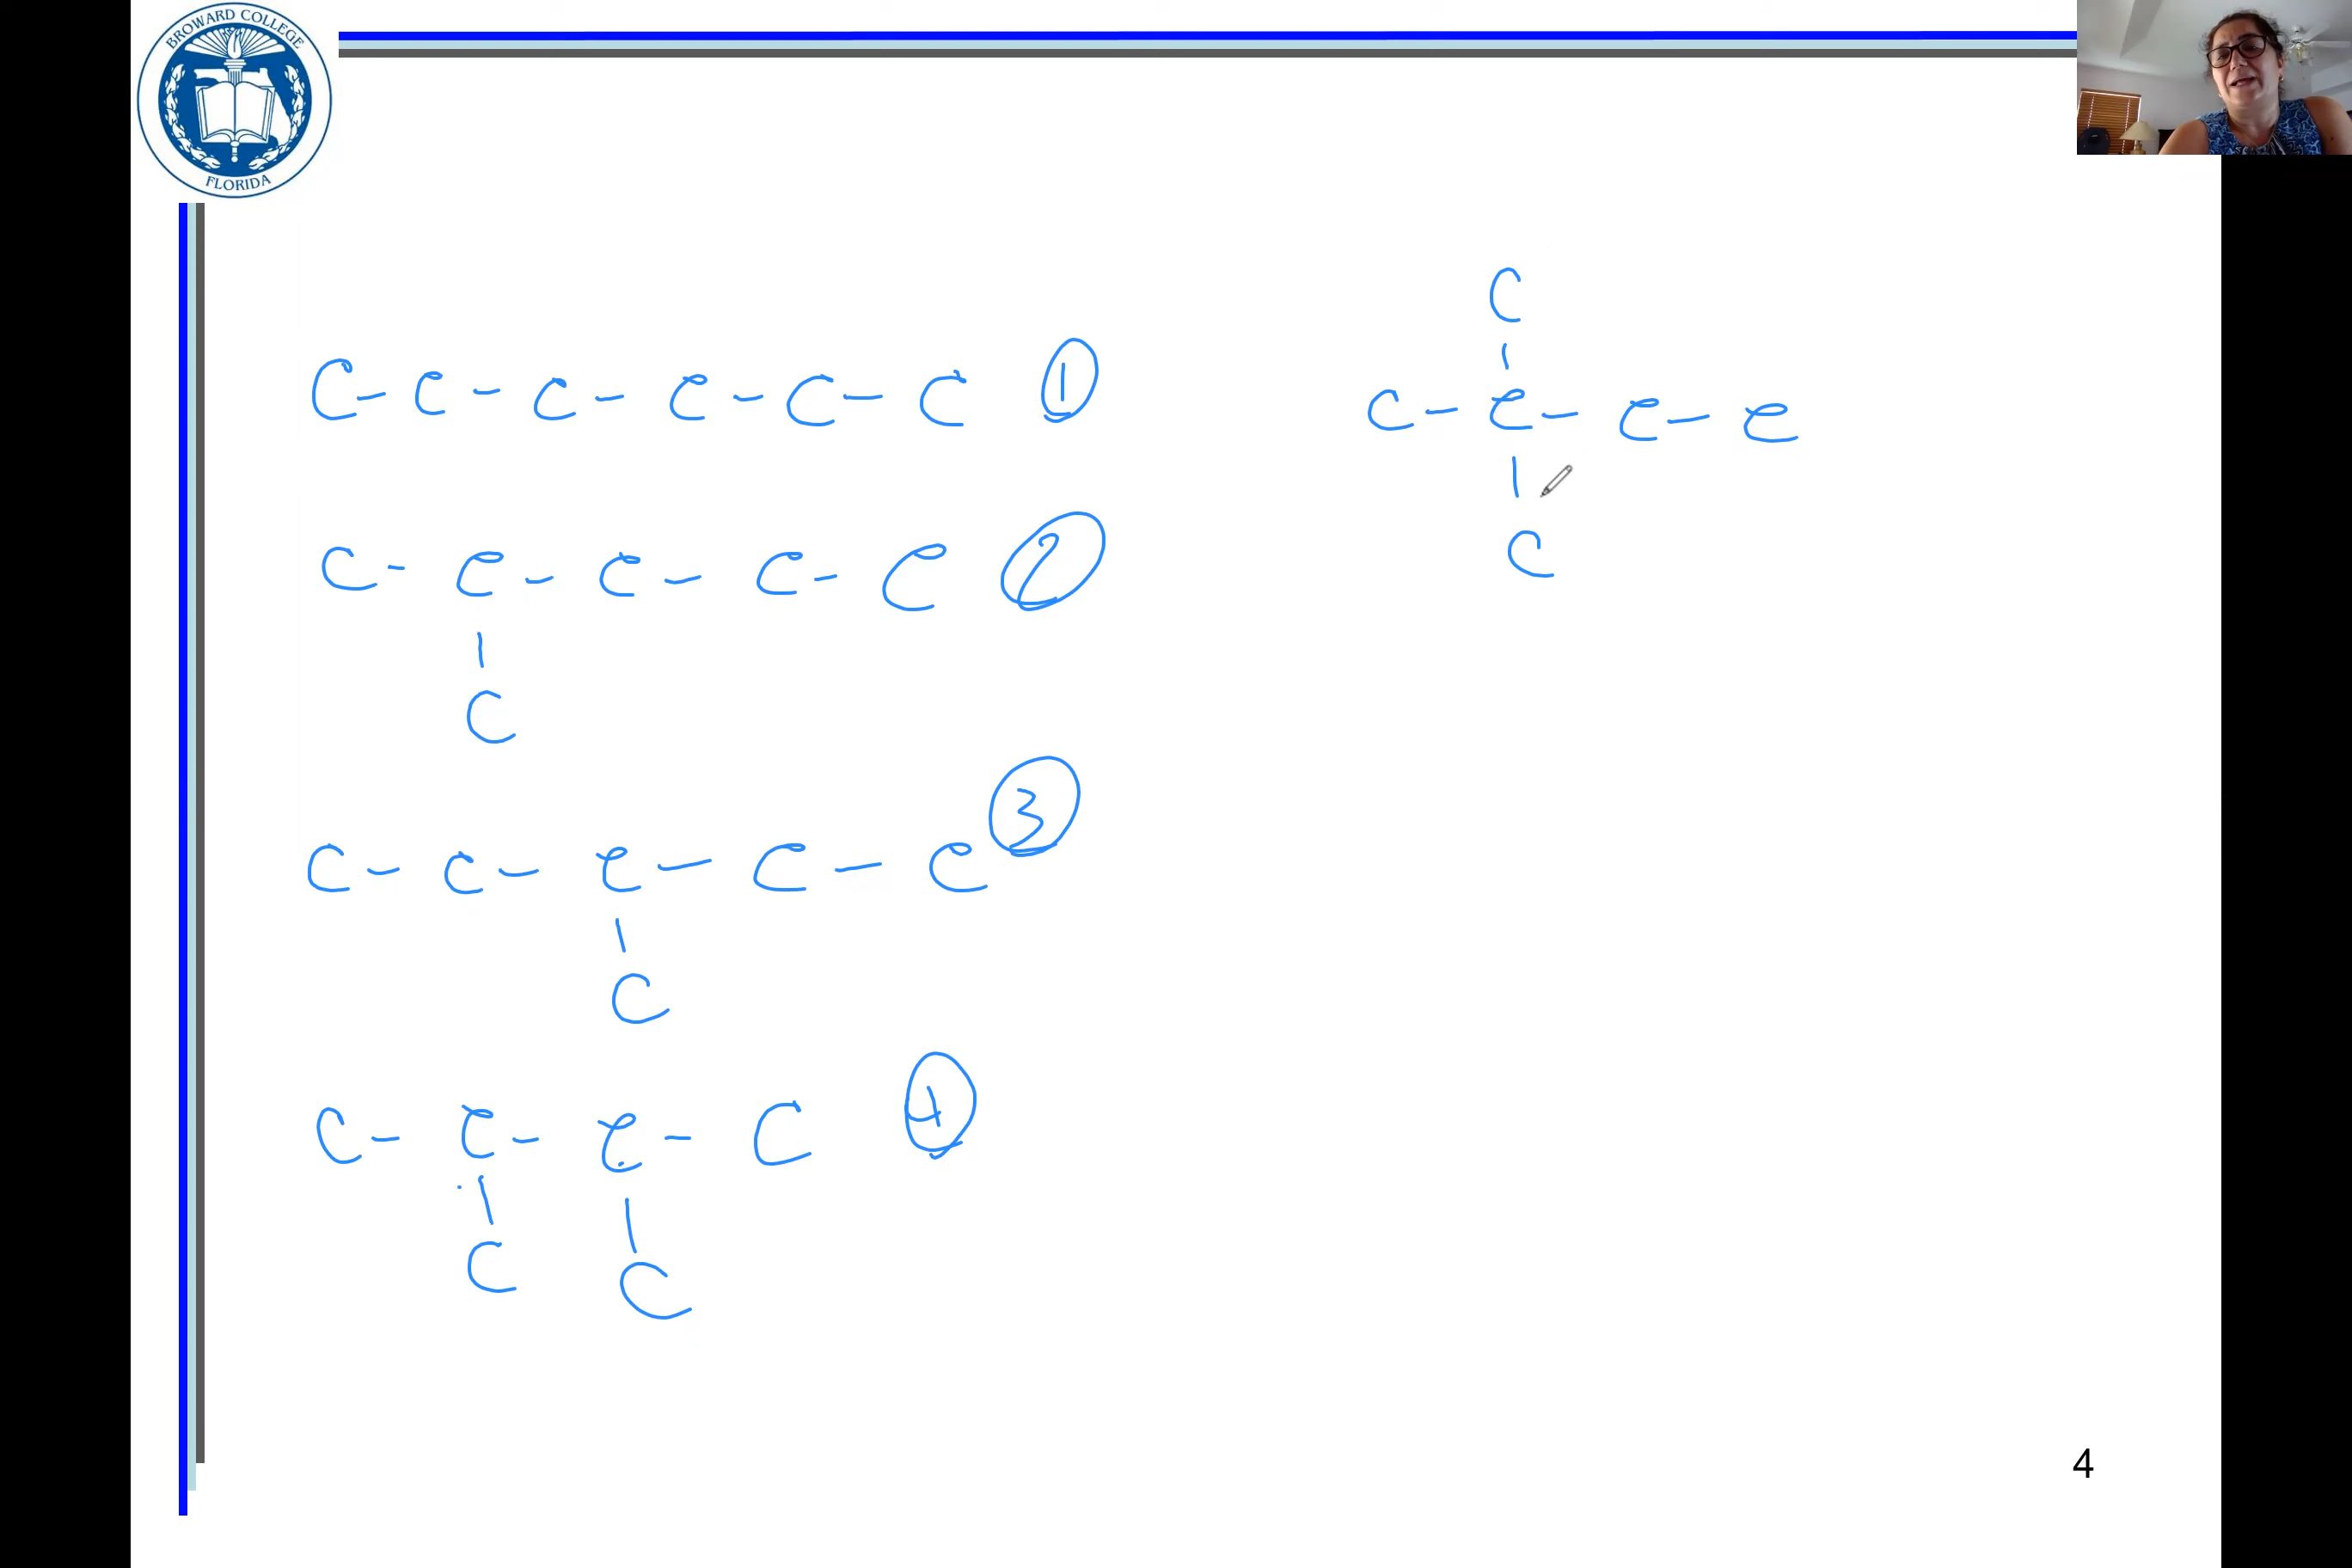 BROWARD COLLEGE
FLORIDA
C - C - C - C - C - C 1
C - C - C - C - C 2
|
C
C - C - C - C - C 3
|
C
C - C - C - C 4
| |
C C
C
|
C - C - C - C
|
C
4